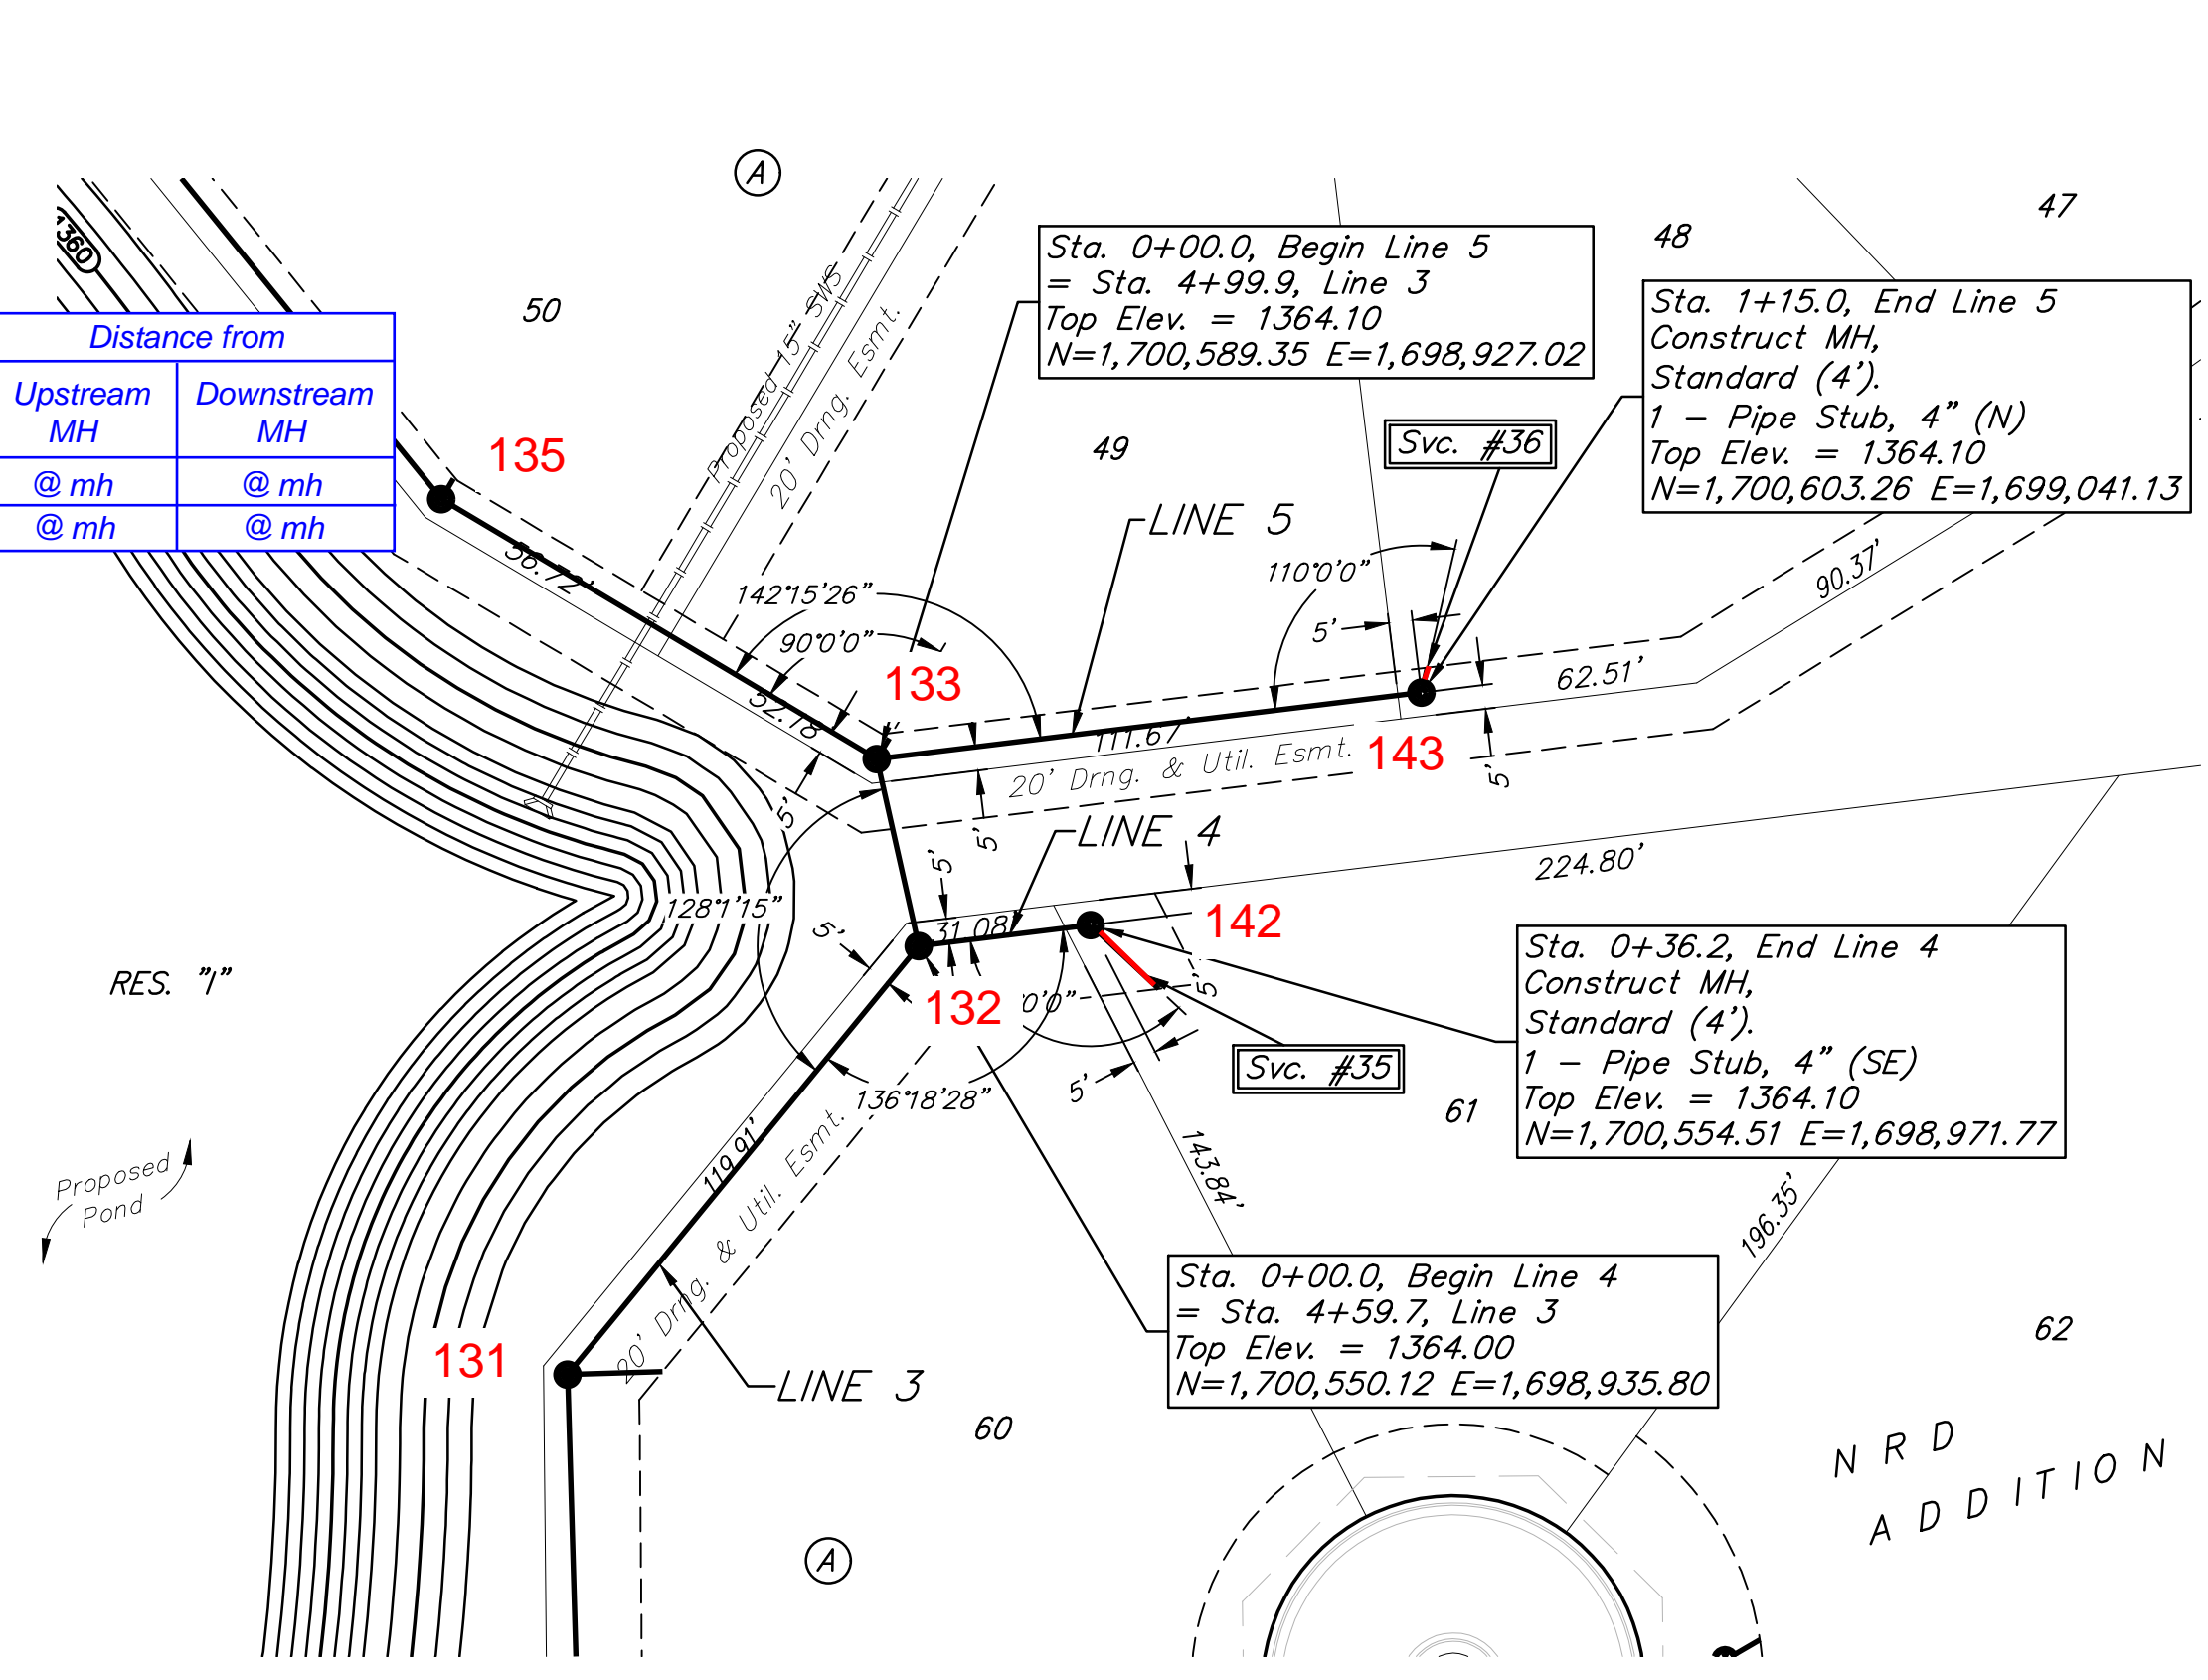 A
47
48
1360
50
Sta. 0+00.0, Begin Line 5
= Sta. 4+99.9, Line 3
Top Elev. = 1364.10
N=1,700,589.35 E=1,698,927.02
Sta. 1+15.0, End Line 5
Construct MH,
Standard (4').
1 - Pipe Stub, 4" (N)
Top Elev. = 1364.10
N=1,700,603.26 E=1,699,041.13
Distance from
Upstream MH
Downstream MH
@ mh @ mh
@ mh @ mh
Proposed 15" SWS
20' Drng. Esmt.
135
49
Svc. #36
LINE 5
56.72'
142°15'26"
110°0'0"
90.37'
90°0'0"
5'
133
62.51'
52.78'
111.67'
143
20' Drng. & Util. Esmt.
5'
5'
5'
LINE 4
5'
224.80'
128°1'15"
31.08'
142
5'
RES. "1"
132
0'0"
5'
Sta. 0+36.2, End Line 4
Construct MH,
Standard (4').
1 - Pipe Stub, 4" (SE)
Top Elev. = 1364.10
N=1,700,554.51 E=1,698,971.77
Svc. #35
5'
136°18'28"
61
119.91'
143.84'
Proposed
Pond
20' Drng. & Util. Esmt.
196.35'
Sta. 0+00.0, Begin Line 4
= Sta. 4+59.7, Line 3
Top Elev. = 1364.00
N=1,700,550.12 E=1,698,935.80
62
131
LINE 3
60
NRD
ADDITION
A